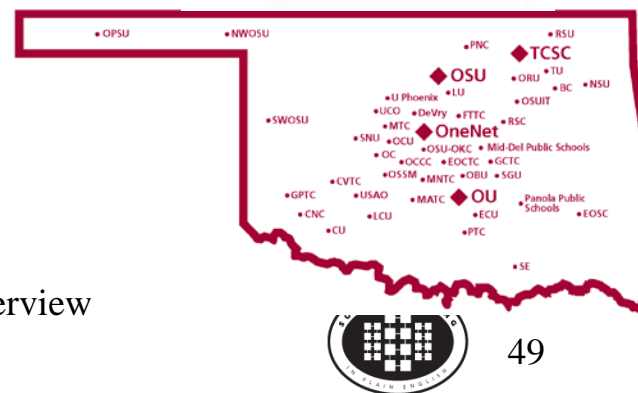 OPSU
NWOSU
RSU
PNC
TCSC
OSU
TU
ORU
BC
NSU
LU
U Phoenix
OSUIT
UCO
DeVry
FTTC
SWOSU
RSC
MTC
OneNet
SNU
OCU
OSU-OKC
Mid-Del Public Schools
OC
OCCC
EOCTC
GCTC
OSSM
MNTC
OBU
SGU
CVTC
GPTC
USAO
MATC
OU
Panola Public
Schools
CNC
LCU
ECU
EOSC
CU
PTC
SE
erview
IN PLAIN ENGLISH
49